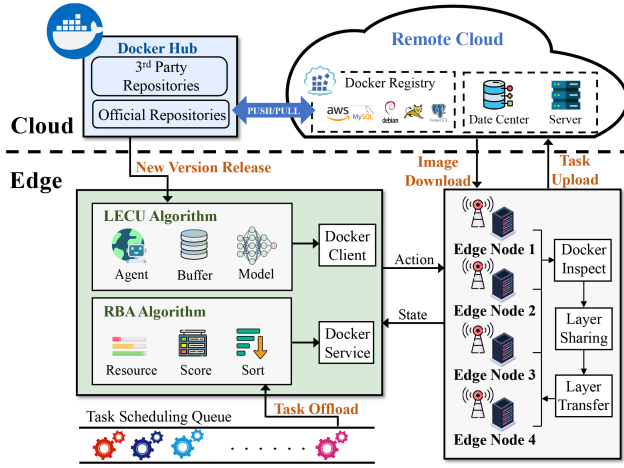 Docker Hub
3rd Party
Repositories
Official Repositories
Cloud
PUSH/PULL
Remote Cloud
Docker Registry
aws
MySQL
debian
Date Center
Server
Edge
New Version Release
Image
Download
Task
Upload
LECU Algorithm
Agent
Buffer
Model
Docker
Client
RBA Algorithm
Resource
Score
Sort
Docker
Service
Action
State
Edge Node 1
Edge Node 2
Edge Node 3
Edge Node 4
Docker
Inspect
Layer
Sharing
Layer
Transfer
Task Offload
Task Scheduling Queue